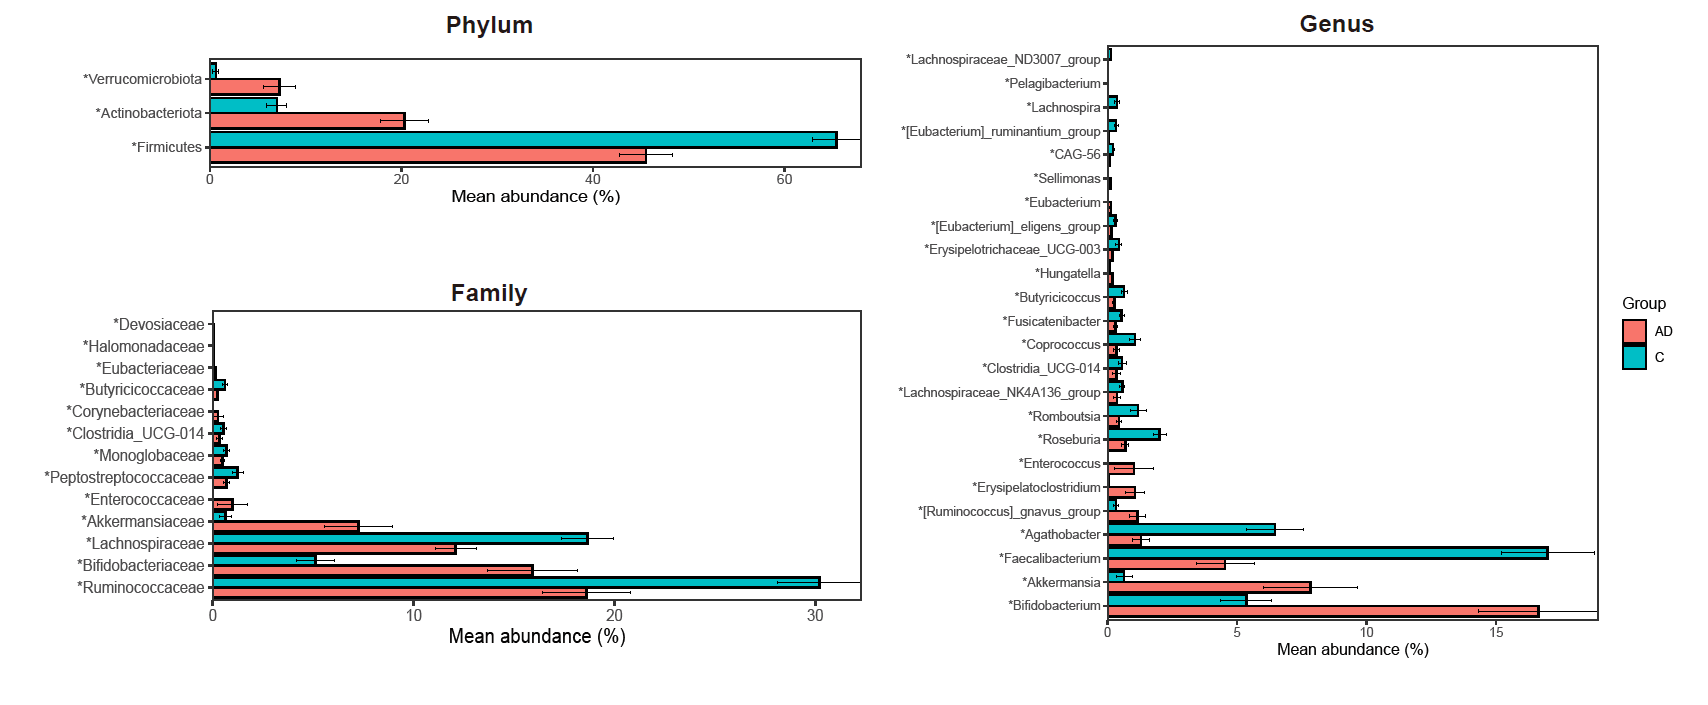 Phylum
*Verrucomicrobiota
*Actinobacteriota
*Firmicutes
0 20 40 60
Mean abundance (%)
Family
*Devosiaceae
*Halomonadaceae
*Eubacteriaceae
*Butyricicoccaceae
*Corynebacteriaceae
*Clostridia_UCG-014
*Monoglobaceae
*Peptostreptococcaceae
*Enterococcaceae
*Akkermansiaceae
*Lachnospiraceae
*Bifidobacteriaceae
*Ruminococcaceae
0 10 20 30
Mean abundance (%)
Genus
*Lachnospiraceae_ND3007_group
*Pelagibacterium
*Lachnospira
*[Eubacterium]_ruminantium_group
*CAG-56
*Sellimonas
*Eubacterium
*[Eubacterium]_eligens_group
*Erysipelotrichaceae_UCG-003
*Hungatella
*Butyricicoccus
*Fusicatenibacter
*Coprococcus
*Clostridia_UCG-014
*Lachnospiraceae_NK4A136_group
*Romboutsia
*Roseburia
*Enterococcus
*Erysipelatoclostridium
*[Ruminococcus]_gnavus_group
*Agathobacter
*Faecalibacterium
*Akkermansia
*Bifidobacterium
0 5 10 15
Mean abundance (%)
Group
AD
C